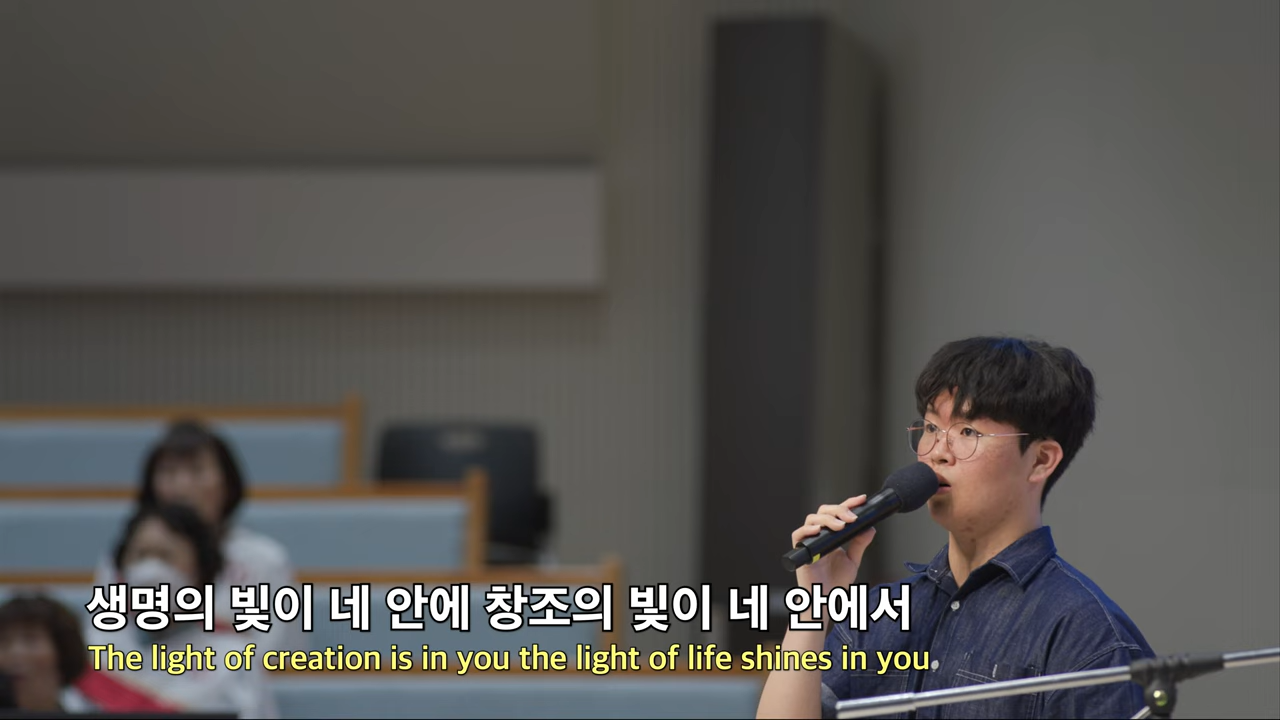 생명의 빛이 네 안에 창조의 빛이 네 안에서
The light of creation is in you the light of life shines in you.